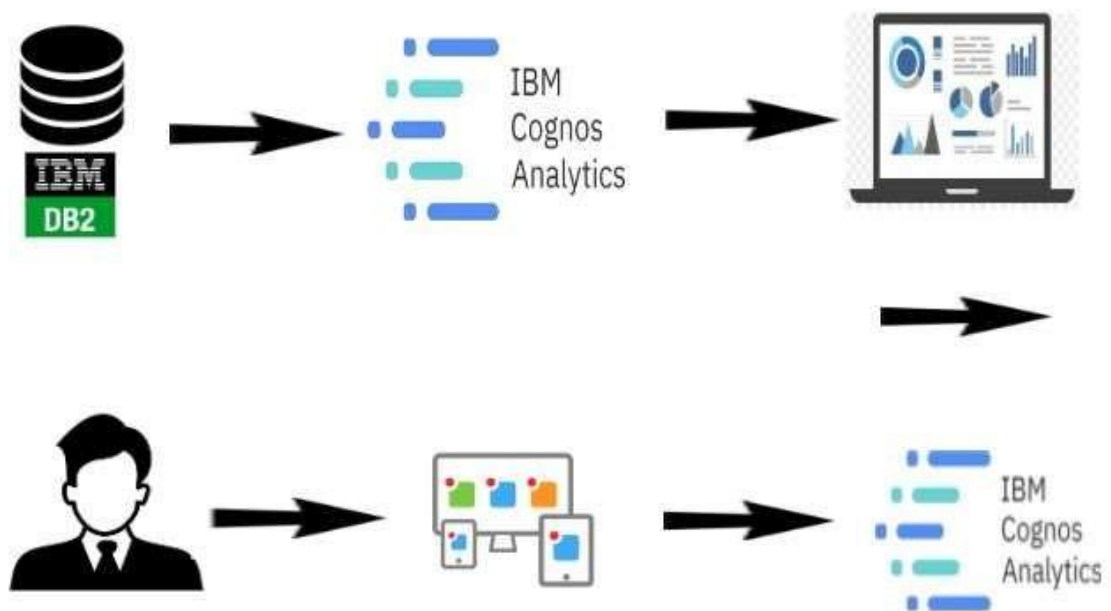 IBM
DB2
IBM
Cognos
Analytics
IBM
Cognos
Analytics